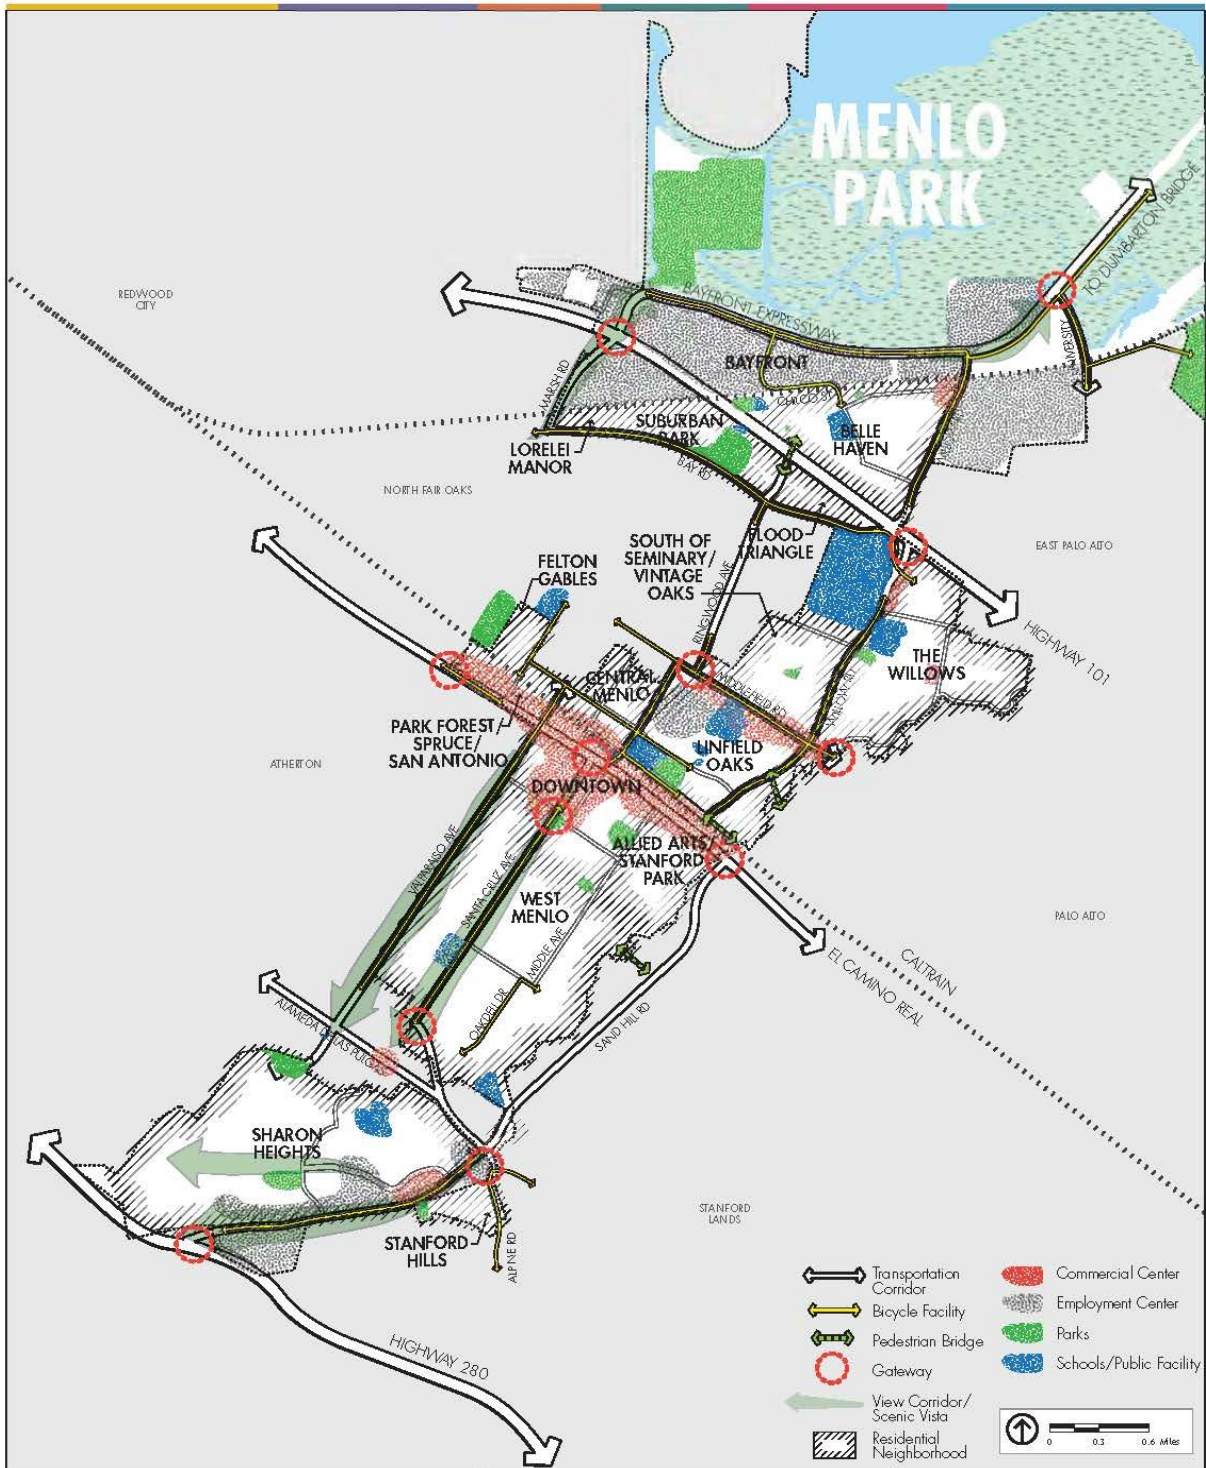 MENLO
PARK
TO DUMBARTON BRIDGE
REDWOOD
CITY
BAYFRONT EXPRESSWAY
UNIVERSITY
MARSH RD
BAYFRONT
CHILCO ST
SUBURBAN
PARK
BELLE
HAVEN
LORELEI
MANOR
BAY RD
NORTH FAIR OAKS
FLOOD
TRIANGLE
SOUTH OF
SEMINARY/
VINTAGE
OAKS
EAST PALO ALTO
FELTON
GABLES
RINGWOOD AVE
HIGHWAY 101
THE
WILLOWS
CENTRAL
MENLO
MIDDLEFIELD RD
WILLOW RD
PARK FOREST/
SPRUCE/
SAN ANTONIO
LINFIELD
OAKS
ATHERTON
DOWNTOWN
ALLIED ARTS/
STANFORD
PARK
VALPARAISO AVE
SANTA CRUZ AVE
WEST
MENLO
PALO ALTO
MIDDLE AVE
CALTRAIN
EL CAMINO REAL
OAKDELL DR
SAND HILL RD
ALAMEDA DE LAS PULGAS
SHARON
HEIGHTS
STANFORD
LANDS
STANFORD
HILLS
ALPINE RD
HIGHWAY 280
Transportation
Corridor
Bicycle Facility
Pedestrian Bridge
Gateway
View Corridor/
Scenic Vista
Residential
Neighborhood
Commercial Center
Employment Center
Parks
Schools/Public Facility
0 0.3 0.6 Miles